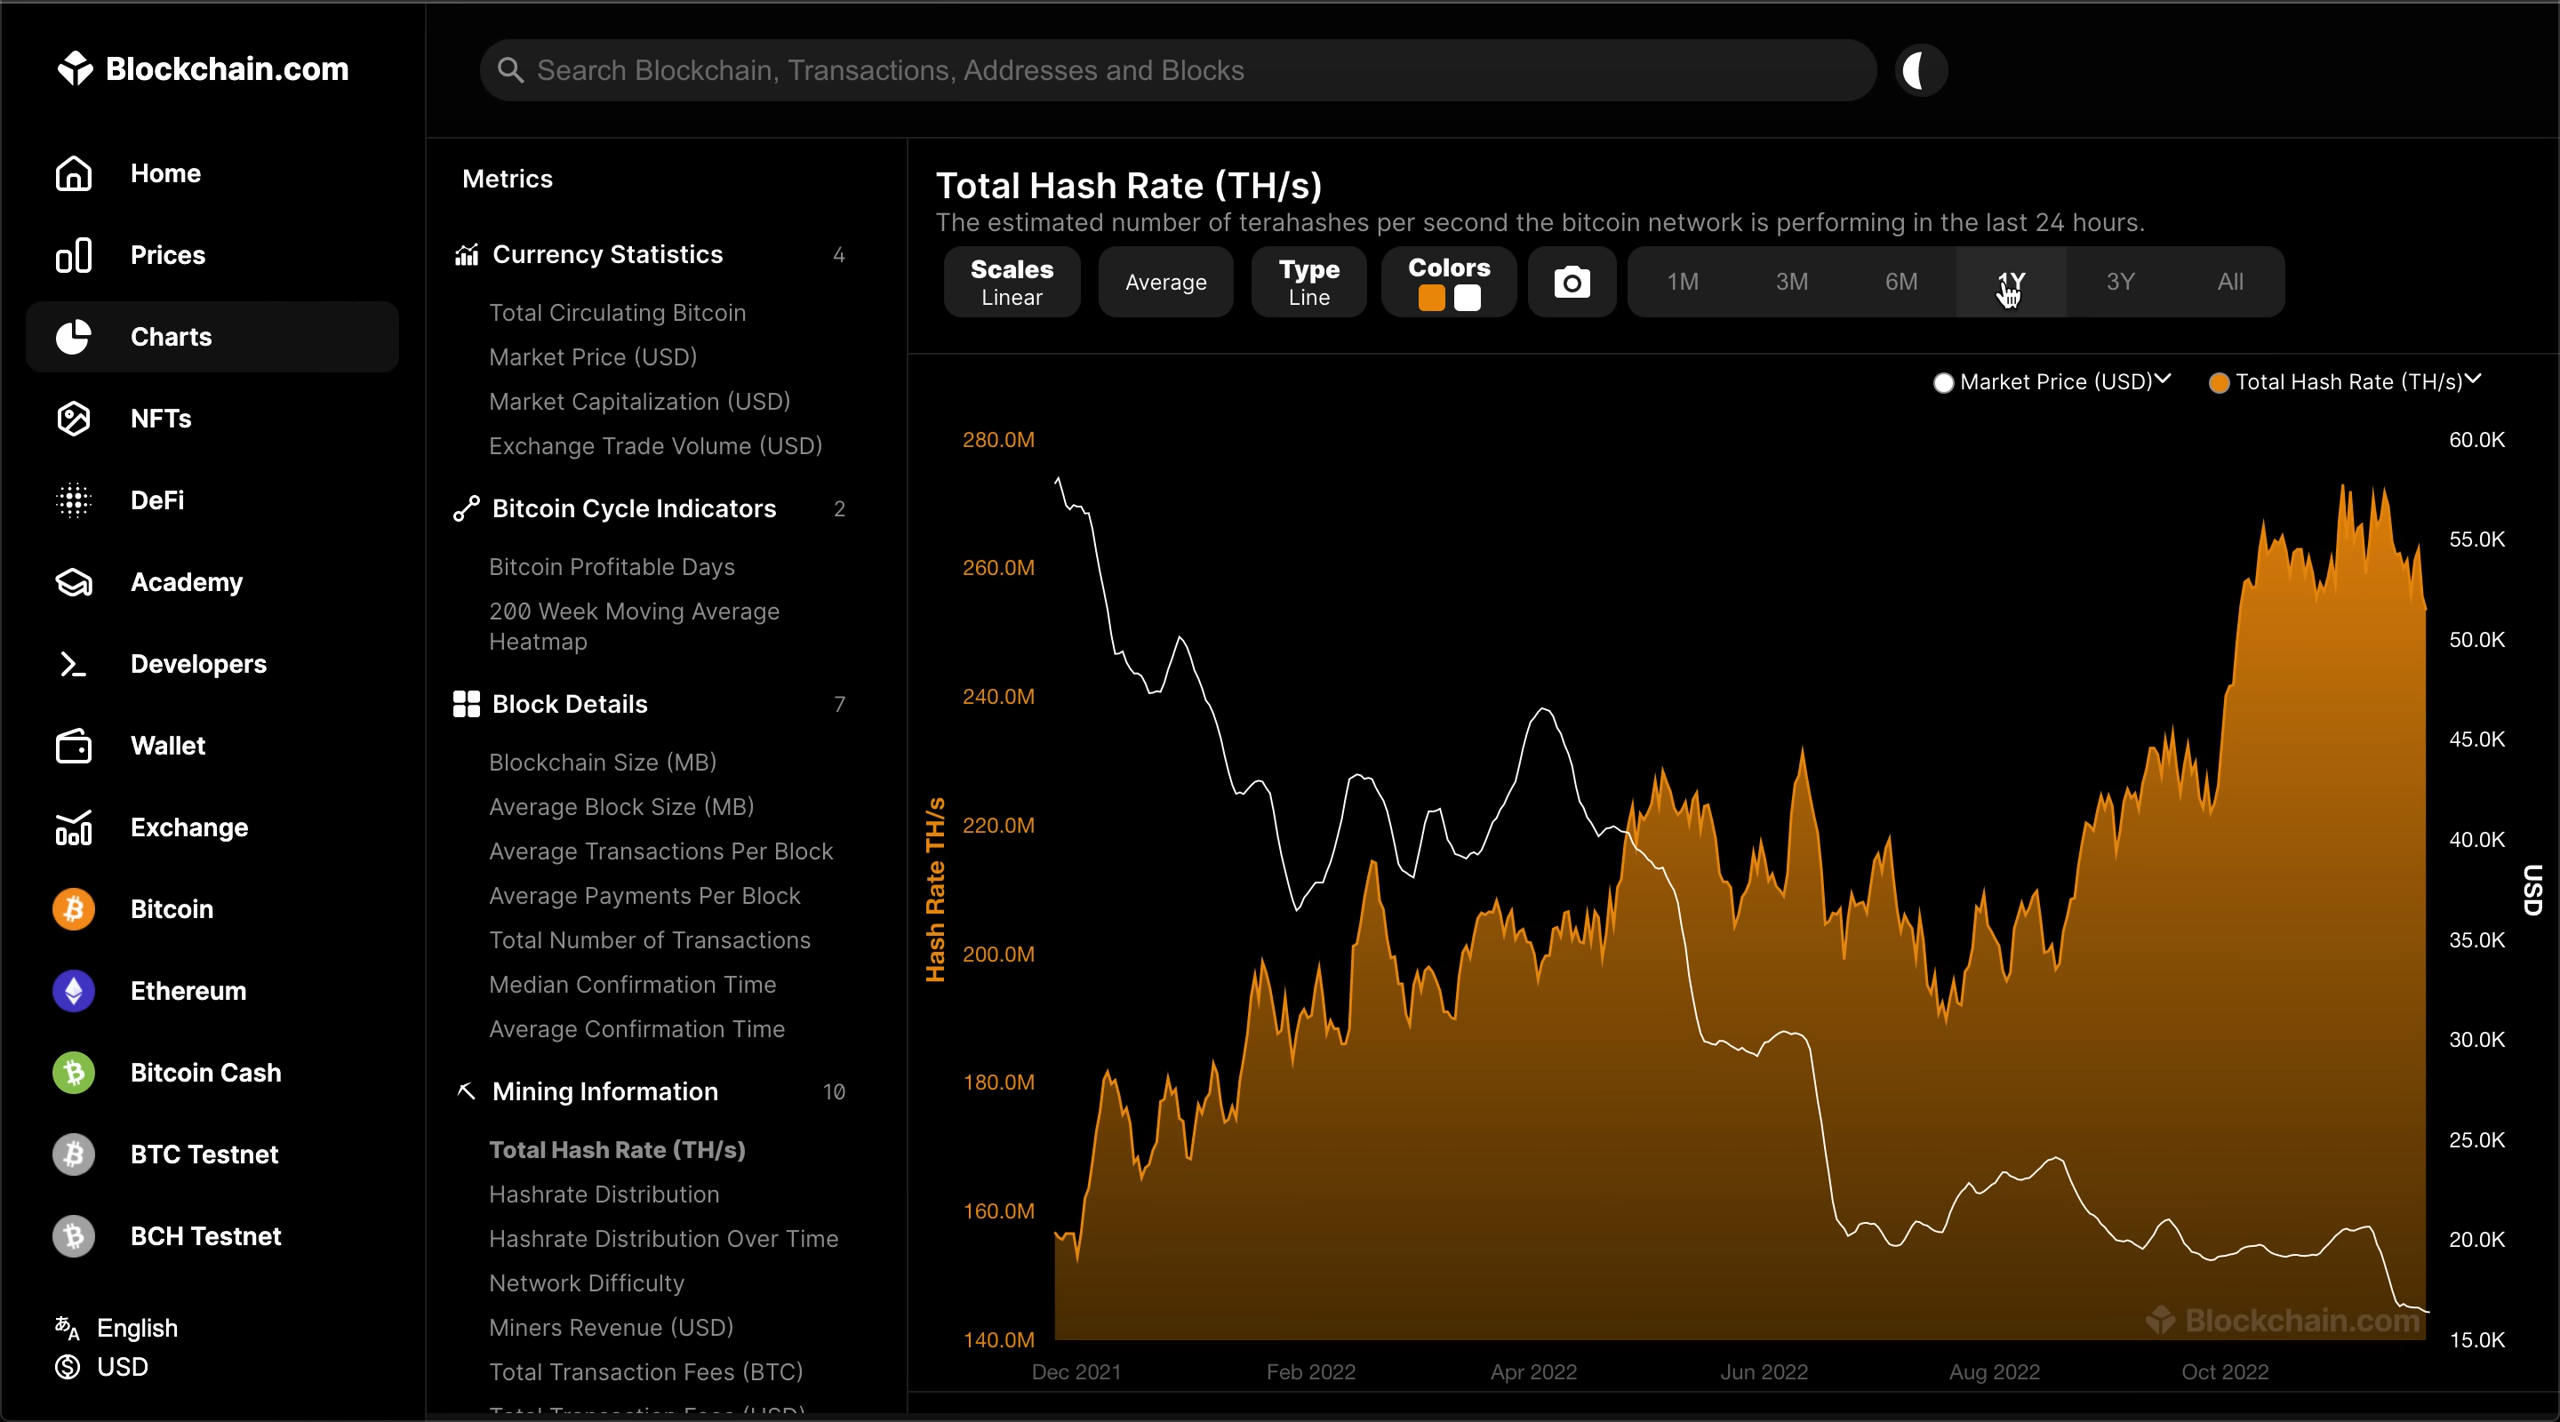 Blockchain.com
Search Blockchain, Transactions, Addresses and Blocks
Home
Prices
Charts
NFTs
DeFi
Academy
Developers
Wallet
Exchange
Bitcoin
Ethereum
Bitcoin Cash
BTC Testnet
BCH Testnet
English
USD
Metrics
Currency Statistics 4
Total Circulating Bitcoin
Market Price (USD)
Market Capitalization (USD)
Exchange Trade Volume (USD)
Bitcoin Cycle Indicators 2
Bitcoin Profitable Days
200 Week Moving Average
Heatmap
Block Details 7
Blockchain Size (MB)
Average Block Size (MB)
Average Transactions Per Block
Average Payments Per Block
Total Number of Transactions
Median Confirmation Time
Average Confirmation Time
Mining Information 10
Total Hash Rate (TH/s)
Hashrate Distribution
Hashrate Distribution Over Time
Network Difficulty
Miners Revenue (USD)
Total Transaction Fees (BTC)
Total Transaction Fees (USD)
Total Hash Rate (TH/s)
The estimated number of terahashes per second the bitcoin network is performing in the last 24 hours.
Scales
Linear
Average
Type
Line
Colors
1M 3M 6M 1Y 3Y All
Market Price (USD) Total Hash Rate (TH/s)
280.0M
260.0M
240.0M
220.0M
200.0M
180.0M
160.0M
140.0M
Hash Rate TH/s
60.0K
55.0K
50.0K
45.0K
40.0K
35.0K
30.0K
25.0K
20.0K
15.0K
USD
Blockchain.com
Dec 2021 Feb 2022 Apr 2022 Jun 2022 Aug 2022 Oct 2022